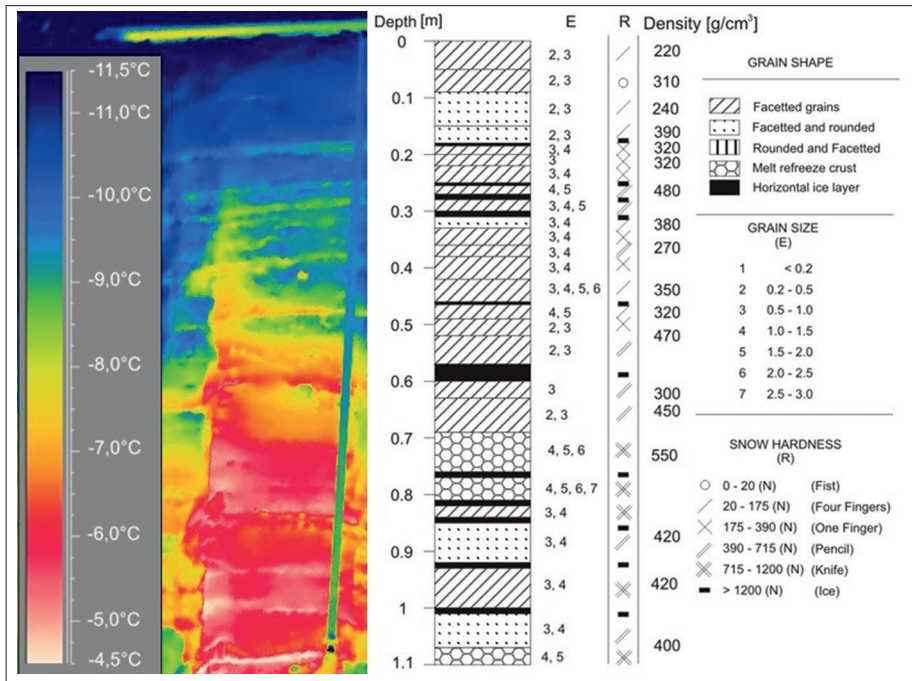 -11,5°C
-11,0°C
-10,0°C
-9,0°C
-8,0°C
-7,0°C
-6,0°C
-5,0°C
-4,5°C
Depth [m] E R Density [g/cm³]
0
0.1
0.2
0.3
0.4
0.5
0.6
0.7
0.8
0.9
1
1.1
2, 3
2, 3
2, 3
2, 3
3, 4
3
3, 4
4, 5
3, 4, 5
3, 4
3, 4
3, 4
3, 4
3, 4, 5, 6
4, 5
2, 3
2, 3
3
2, 3
4, 5, 6
4, 5, 6, 7
3, 4
3, 4
3, 4
3, 4
4, 5
220
310
240
390
320
320
480
380
270
350
320
470
300
450
550
420
420
400
GRAIN SHAPE
Facetted grains
Facetted and rounded
Rounded and Facetted
Melt refreeze crust
Horizontal ice layer
GRAIN SIZE
(E)
1 < 0.2
2 0.2 - 0.5
3 0.5 - 1.0
4 1.0 - 1.5
5 1.5 - 2.0
6 2.0 - 2.5
7 2.5 - 3.0
SNOW HARDNESS
(R)
0 - 20 (N) (Fist)
20 - 175 (N) (Four Fingers)
175 - 390 (N) (One Finger)
390 - 715 (N) (Pencil)
715 - 1200 (N) (Knife)
> 1200 (N) (Ice)